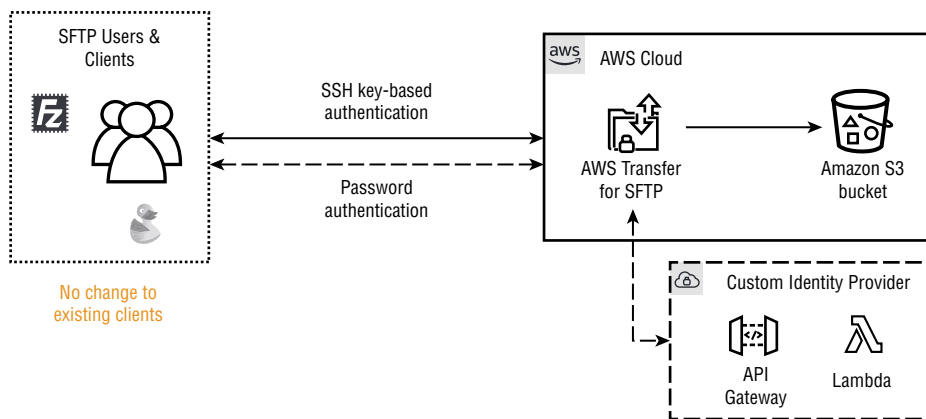 SFTP Users &
Clients
Fz
SSH key-based
authentication
Password
authentication
No change to
existing clients
aws
AWS Cloud
AWS Transfer
for SFTP
Amazon S3
bucket
Custom Identity Provider
</>
API
Gateway
Lambda